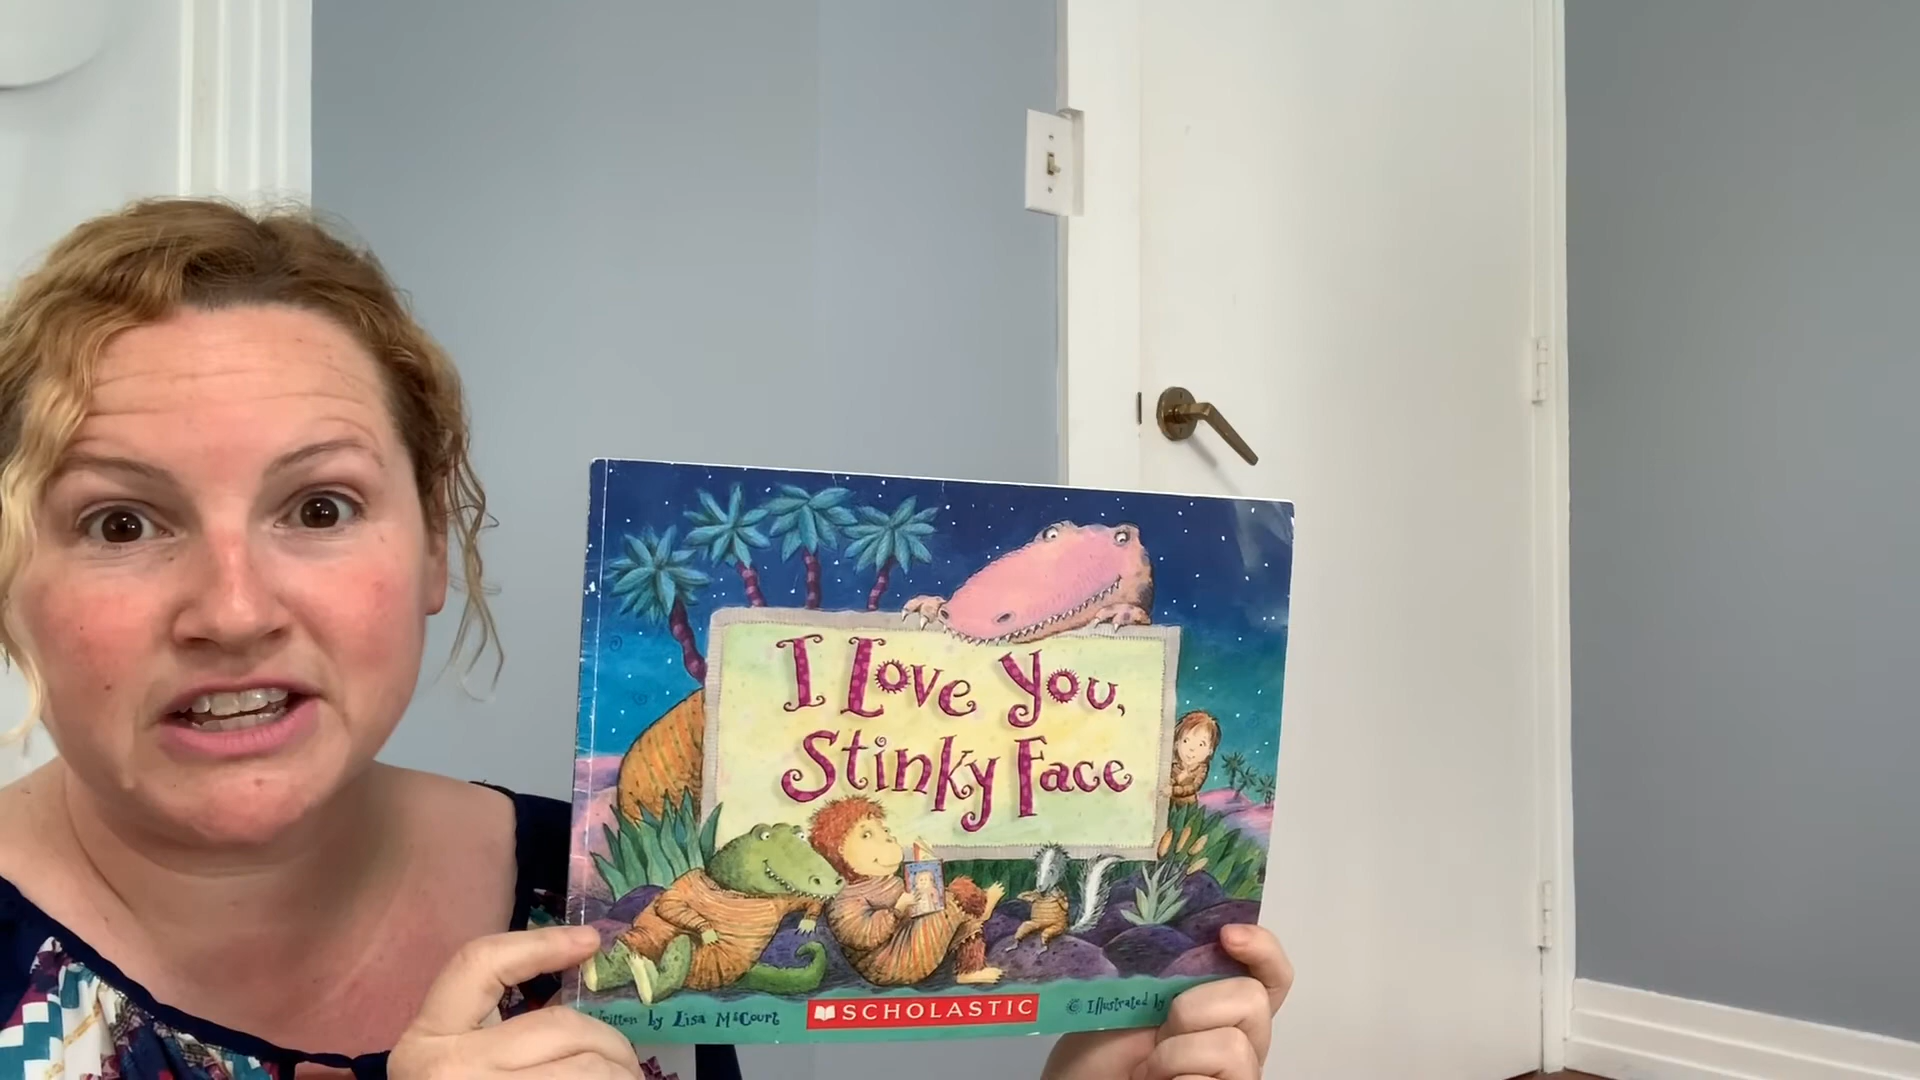 I Love You,
Stinky Face
Written by Lisa McCourt
SCHOLASTIC
Illustrated by